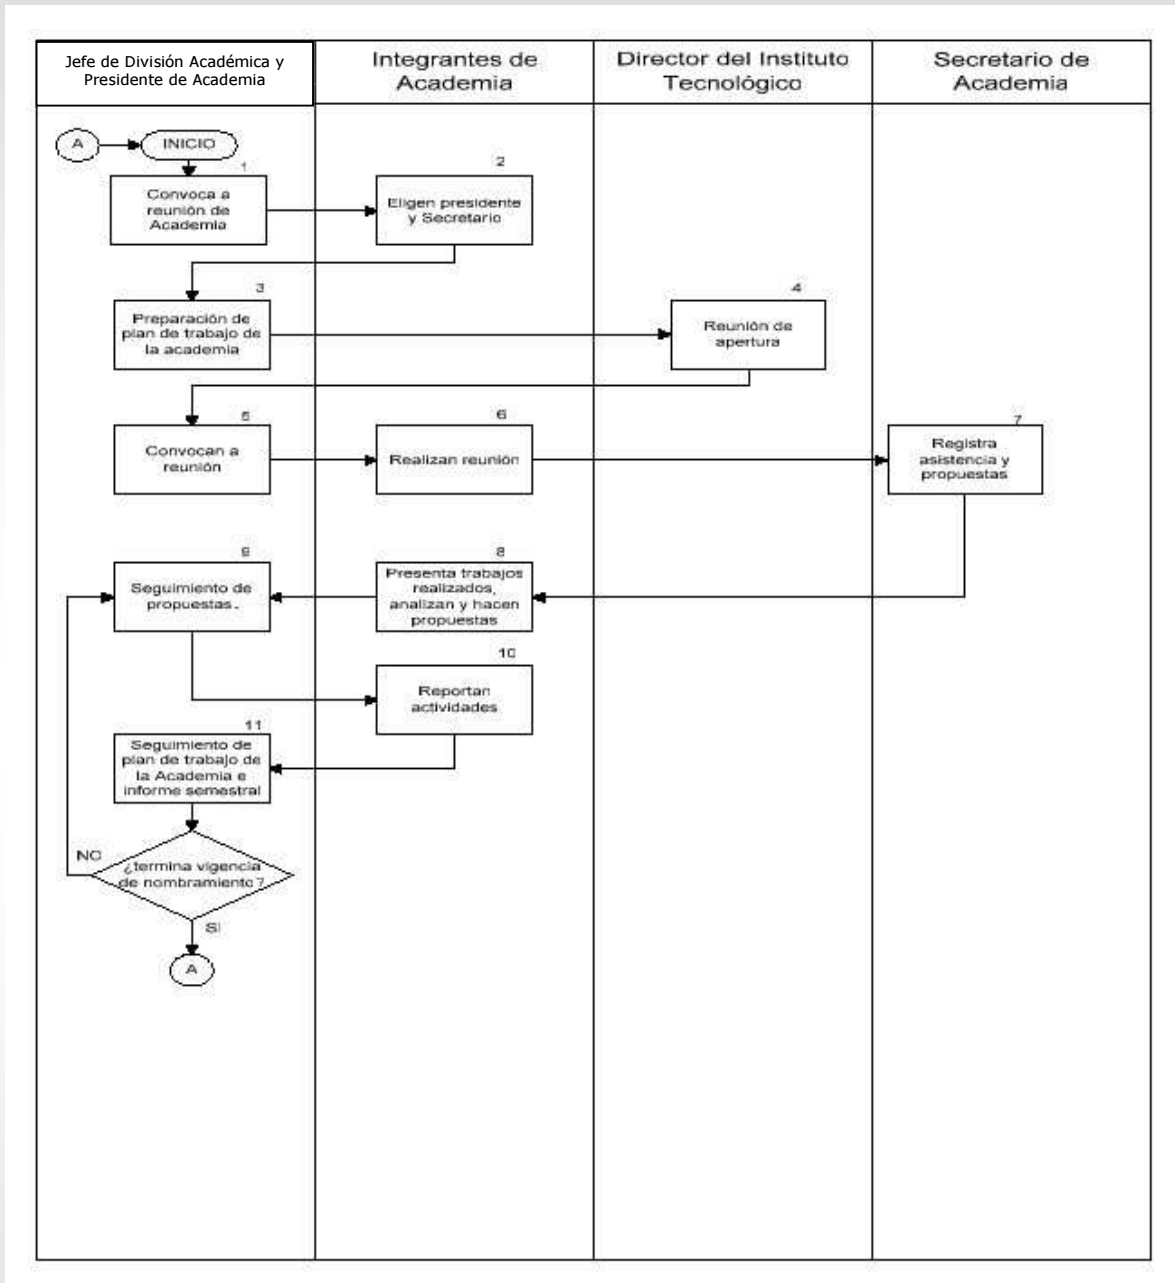 Jefe de División Académica y
Presidente de Academia
Integrantes de
Academia
Director del Instituto
Tecnológico
Secretario de
Academia
A
INICIO
1
Convoca a
reunión de
Academia
2
Eligen presidente
y Secretario
3
Preparación de
plan de trabajo de
la academia
4
Reunión de
apertura
5
Convocan a
reunión
6
Realizan reunión
7
Registra
asistencia y
propuestas
9
Seguimiento de
propuestas.
8
Presenta trabajos
realizados,
analizan y hacen
propuestas
10
Reportan
actividades
11
Seguimiento de
plan de trabajo de
la Academia e
informe semestral
NO
¿termina vigencia
de nombramiento?
SI
A